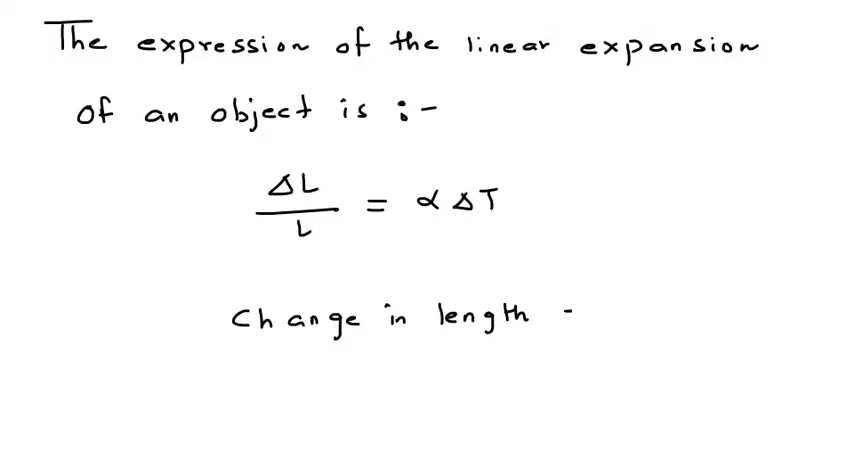 The expression of the linear expansion
of an object is :-
ΔL
L
= α ΔT
Change in length -